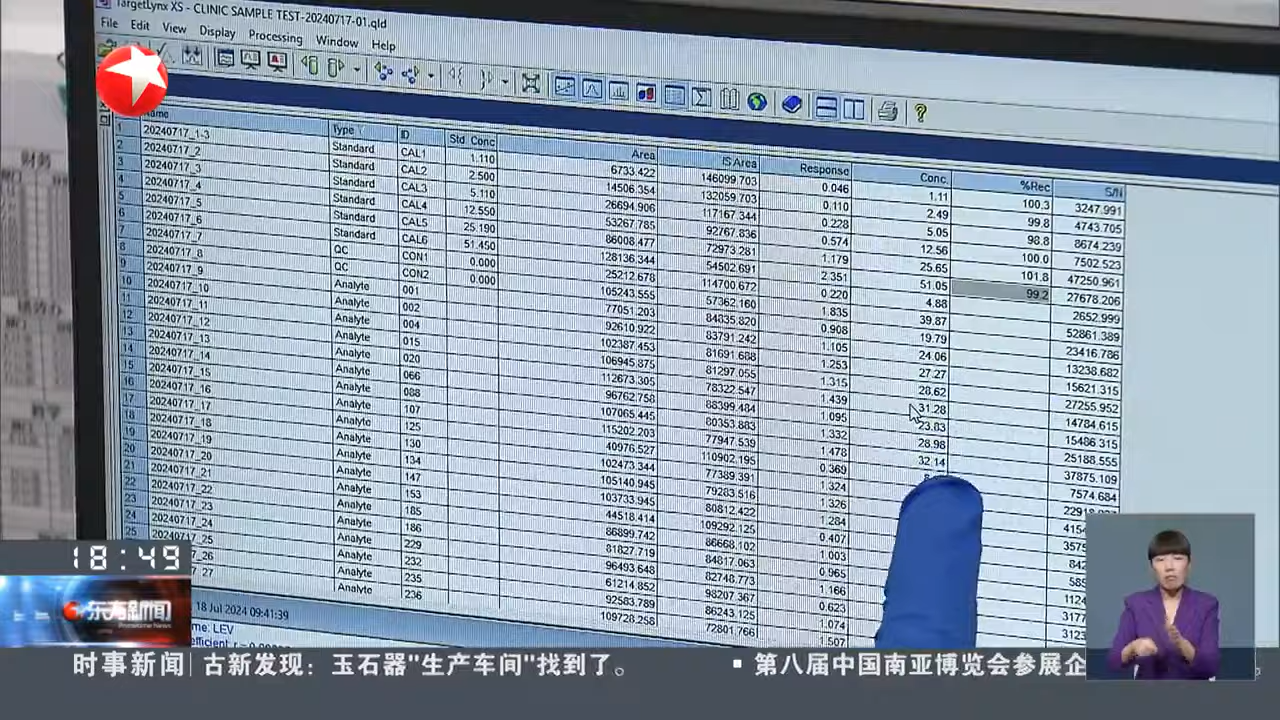 TargetLynx XS - CLINIC SAMPLE TEST-20240717-01.qld
File Edit View Display Processing Window Help
Name Type ID Std. Conc Area IS Area Response Conc. %Rec S/N
1 20240717_1-3 Standard CAL1 1.110 6733.422 146099.703 0.046 1.11 100.3 3247.991
2 20240717_2 Standard CAL2 2.500 14506.354 132059.703 0.110 2.49 99.8 4743.705
3 20240717_3 Standard CAL3 5.110 26694.906 117167.344 0.228 5.05 98.8 8674.239
4 20240717_4 Standard CAL4 12.550 53267.785 92767.836 0.574 12.56 100.0 7502.523
5 20240717_5 Standard CAL5 25.190 86008.477 72973.281 1.179 25.65 101.8 47250.961
6 20240717_6 Standard CAL6 51.450 128136.344 54502.691 2.351 51.05 99.2 27678.206
7 20240717_7 QC CON1 0.000 25212.678 114700.672 0.220 4.88 2652.999
8 20240717_8 QC CON2 0.000 105243.555 57362.160 1.835 39.87 52861.389
9 20240717_9 Analyte 001 77051.203 84835.820 0.908 19.79 23416.786
10 20240717_10 Analyte 002 92610.922 83791.242 1.105 24.06 13238.682
11 20240717_11 Analyte 004 102387.453 81691.688 1.253 27.27 15621.315
12 20240717_12 Analyte 015 106945.875 81297.055 1.315 28.62 27255.952
13 20240717_13 Analyte 020 112673.305 78322.547 1.439 31.28 14784.615
14 20240717_14 Analyte 066 96762.758 88399.484 1.095 23.83 15486.315
15 20240717_15 Analyte 088 107065.445 80353.883 1.332 28.98 25188.555
16 20240717_16 Analyte 107 115202.203 77947.539 1.478 32.14 37875.109
17 20240717_17 Analyte 125 40976.527 110902.195 0.369 7574.684
18 20240717_18 Analyte 130 102473.344 77389.391 1.324
19 20240717_19 Analyte 134 105140.945 79283.516 1.326
20 20240717_20 Analyte 147 103733.945 80812.422 1.284
21 20240717_21 Analyte 153 44518.414 109292.125 0.407
22 20240717_22 Analyte 185 86899.742 86668.102 1.003
23 20240717_23 Analyte 186 81827.719 84817.063 0.965
24 20240717_24 Analyte 229 96493.648 82748.773 1.166
25 20240717_25 Analyte 232 61214.852 98207.367 0.623
_26 Analyte 235 92583.789 86243.125 1.074
27 Analyte 236 109728.258 72801.766 1.507
18 Jul 2024 09:41:39
me: LEV
18:49
东方新闻
时事新闻 古新发现：玉石器"生产车间"找到了。 ▪ 第八届中国南亚博览会参展企